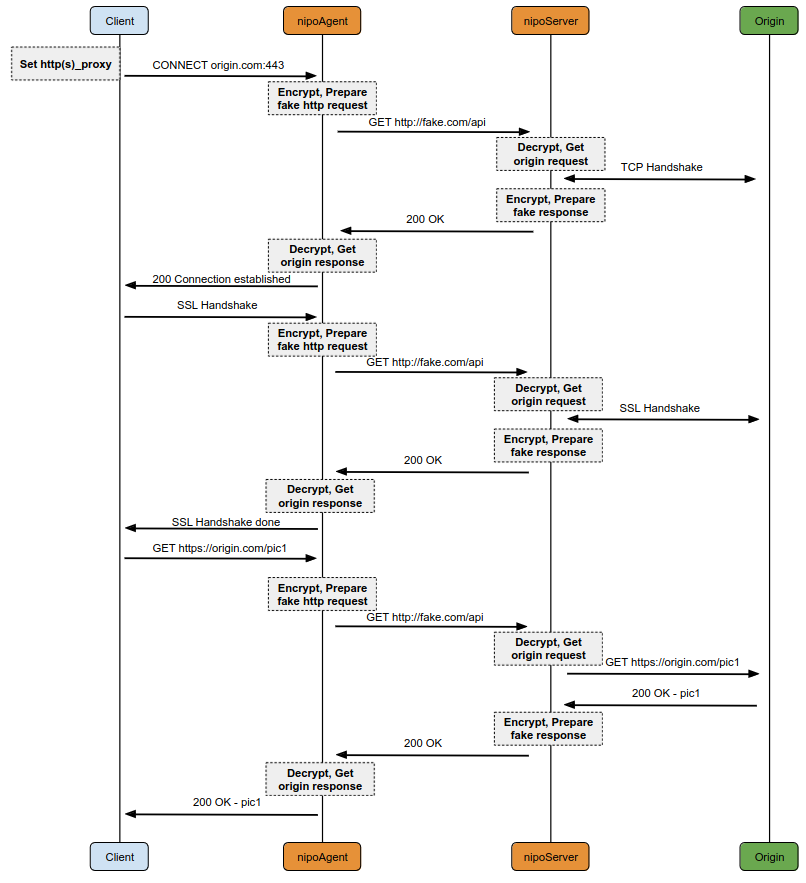 Client
nipoAgent
nipoServer
Origin
Set http(s)_proxy
CONNECT origin.com:443
Encrypt, Prepare
fake http request
GET http://fake.com/api
Decrypt, Get
origin request
TCP Handshake
Encrypt, Prepare
fake response
200 OK
Decrypt, Get
origin response
200 Connection established
SSL Handshake
Encrypt, Prepare
fake http request
GET http://fake.com/api
Decrypt, Get
origin request
SSL Handshake
Encrypt, Prepare
fake response
200 OK
Decrypt, Get
origin response
SSL Handshake done
GET https://origin.com/pic1
Encrypt, Prepare
fake http request
GET http://fake.com/api
Decrypt, Get
origin request
GET https://origin.com/pic1
200 OK - pic1
Encrypt, Prepare
fake response
200 OK
Decrypt, Get
origin response
200 OK - pic1
Client
nipoAgent
nipoServer
Origin